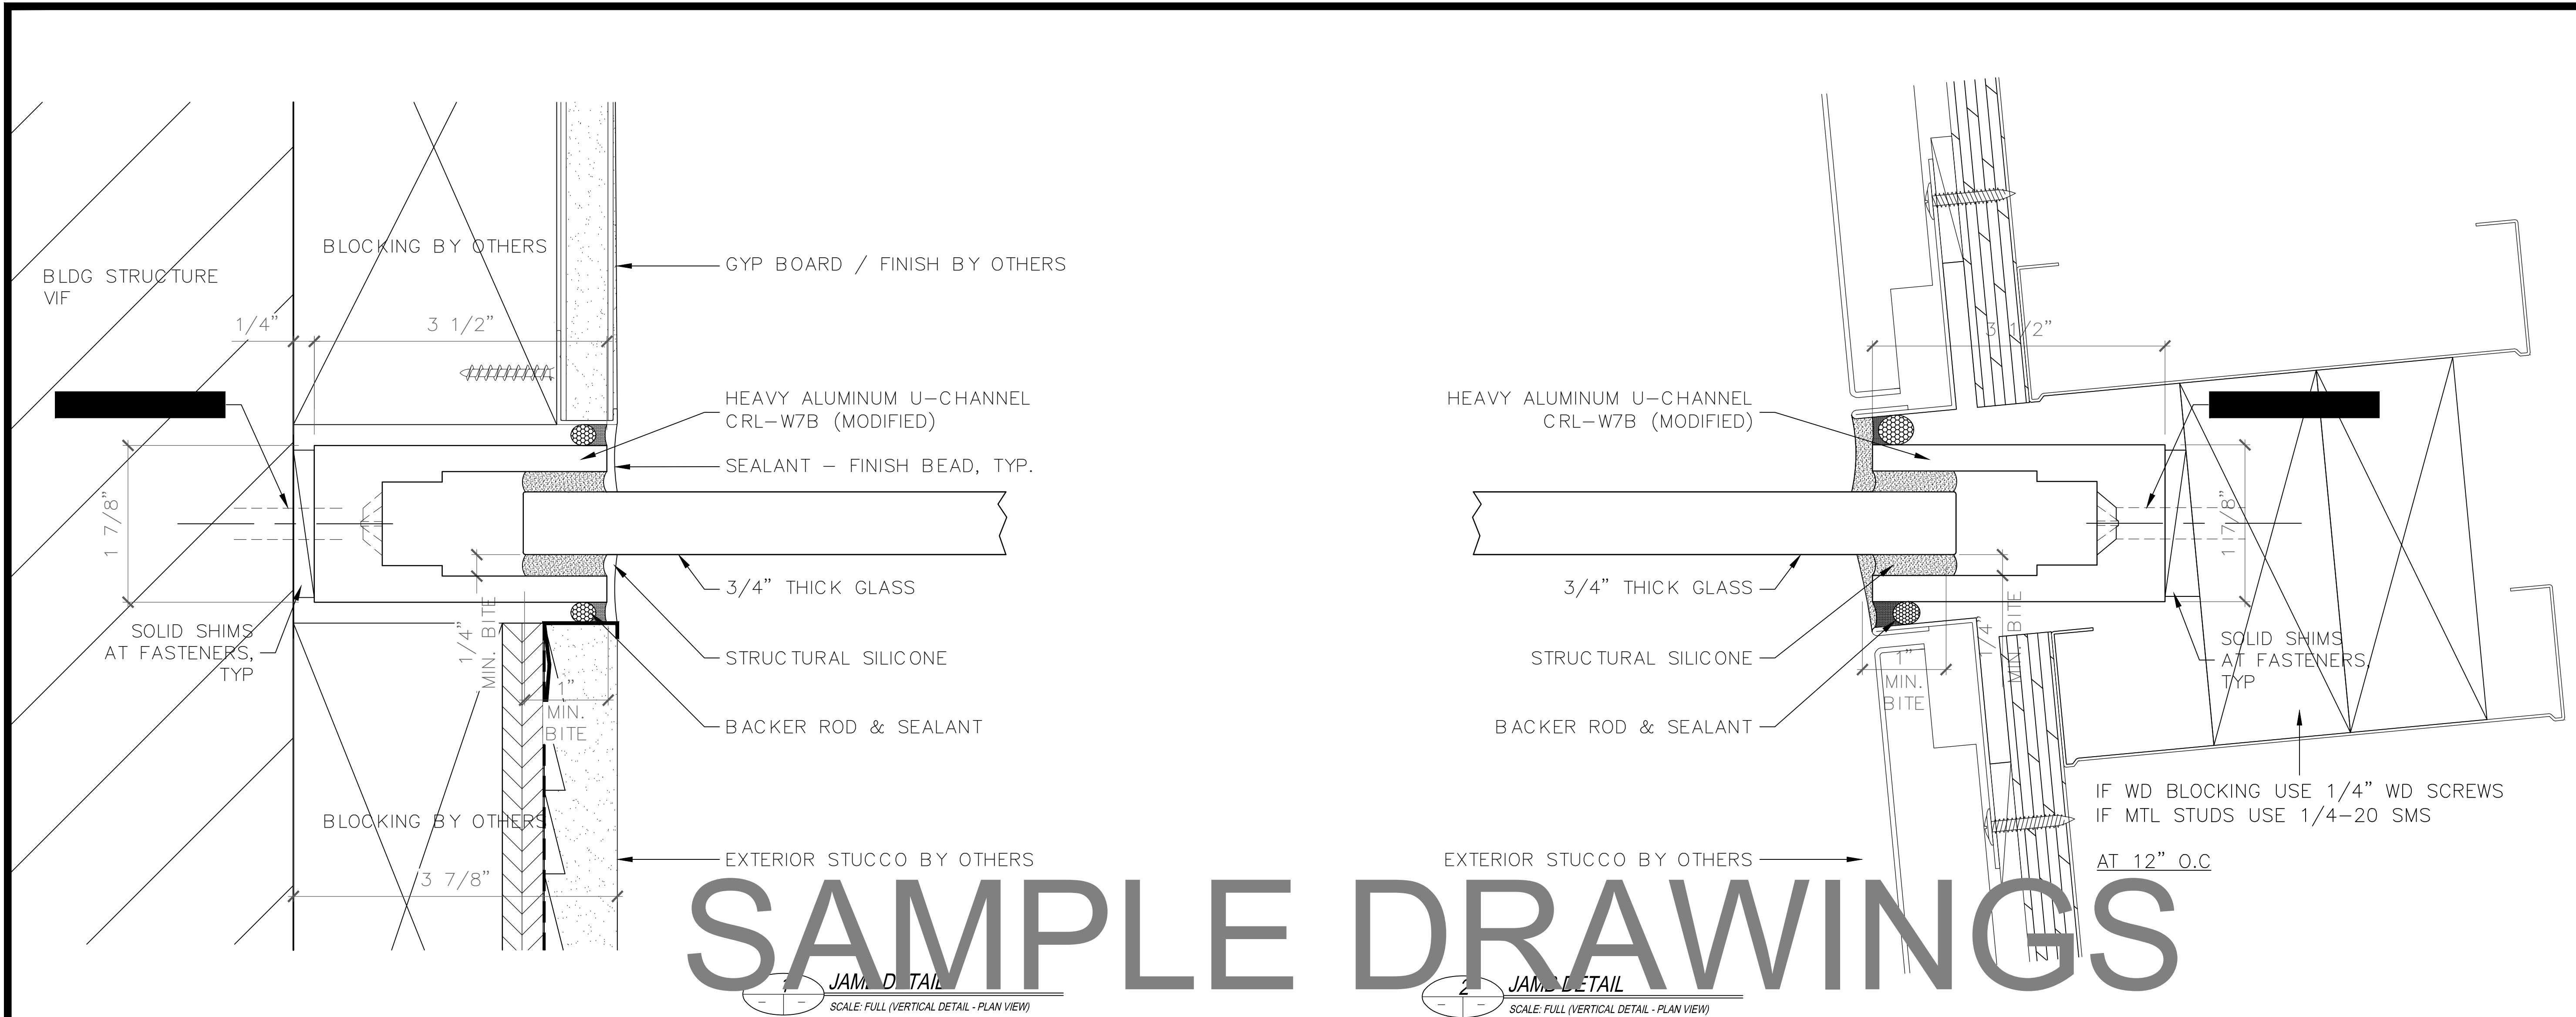 BLOCKING BY OTHERS
BLDG STRUCTURE
VIF
1/4”
3 1/2”
GYP BOARD / FINISH BY OTHERS
HEAVY ALUMINUM U-CHANNEL
CRL-W7B (MODIFIED)
SEALANT - FINISH BEAD, TYP.
1 7/8”
3/4” THICK GLASS
SOLID SHIMS
AT FASTENERS,
TYP
1/4”
MIN. BITE
STRUCTURAL SILICONE
1”
MIN.
BITE
BACKER ROD & SEALANT
BLOCKING BY OTHERS
EXTERIOR STUCCO BY OTHERS
3 7/8”
1
JAMB DETAIL
SCALE: FULL (VERTICAL DETAIL - PLAN VIEW)
3 1/2”
HEAVY ALUMINUM U-CHANNEL
CRL-W7B (MODIFIED)
1 7/8”
3/4” THICK GLASS
STRUCTURAL SILICONE
1/4”
MIN. BITE
1”
MIN.
BITE
SOLID SHIMS
AT FASTENERS,
TYP
BACKER ROD & SEALANT
IF WD BLOCKING USE 1/4” WD SCREWS
IF MTL STUDS USE 1/4-20 SMS
AT 12” O.C
EXTERIOR STUCCO BY OTHERS
2
JAMB DETAIL
SCALE: FULL (VERTICAL DETAIL - PLAN VIEW)
SAMPLE DRAWINGS